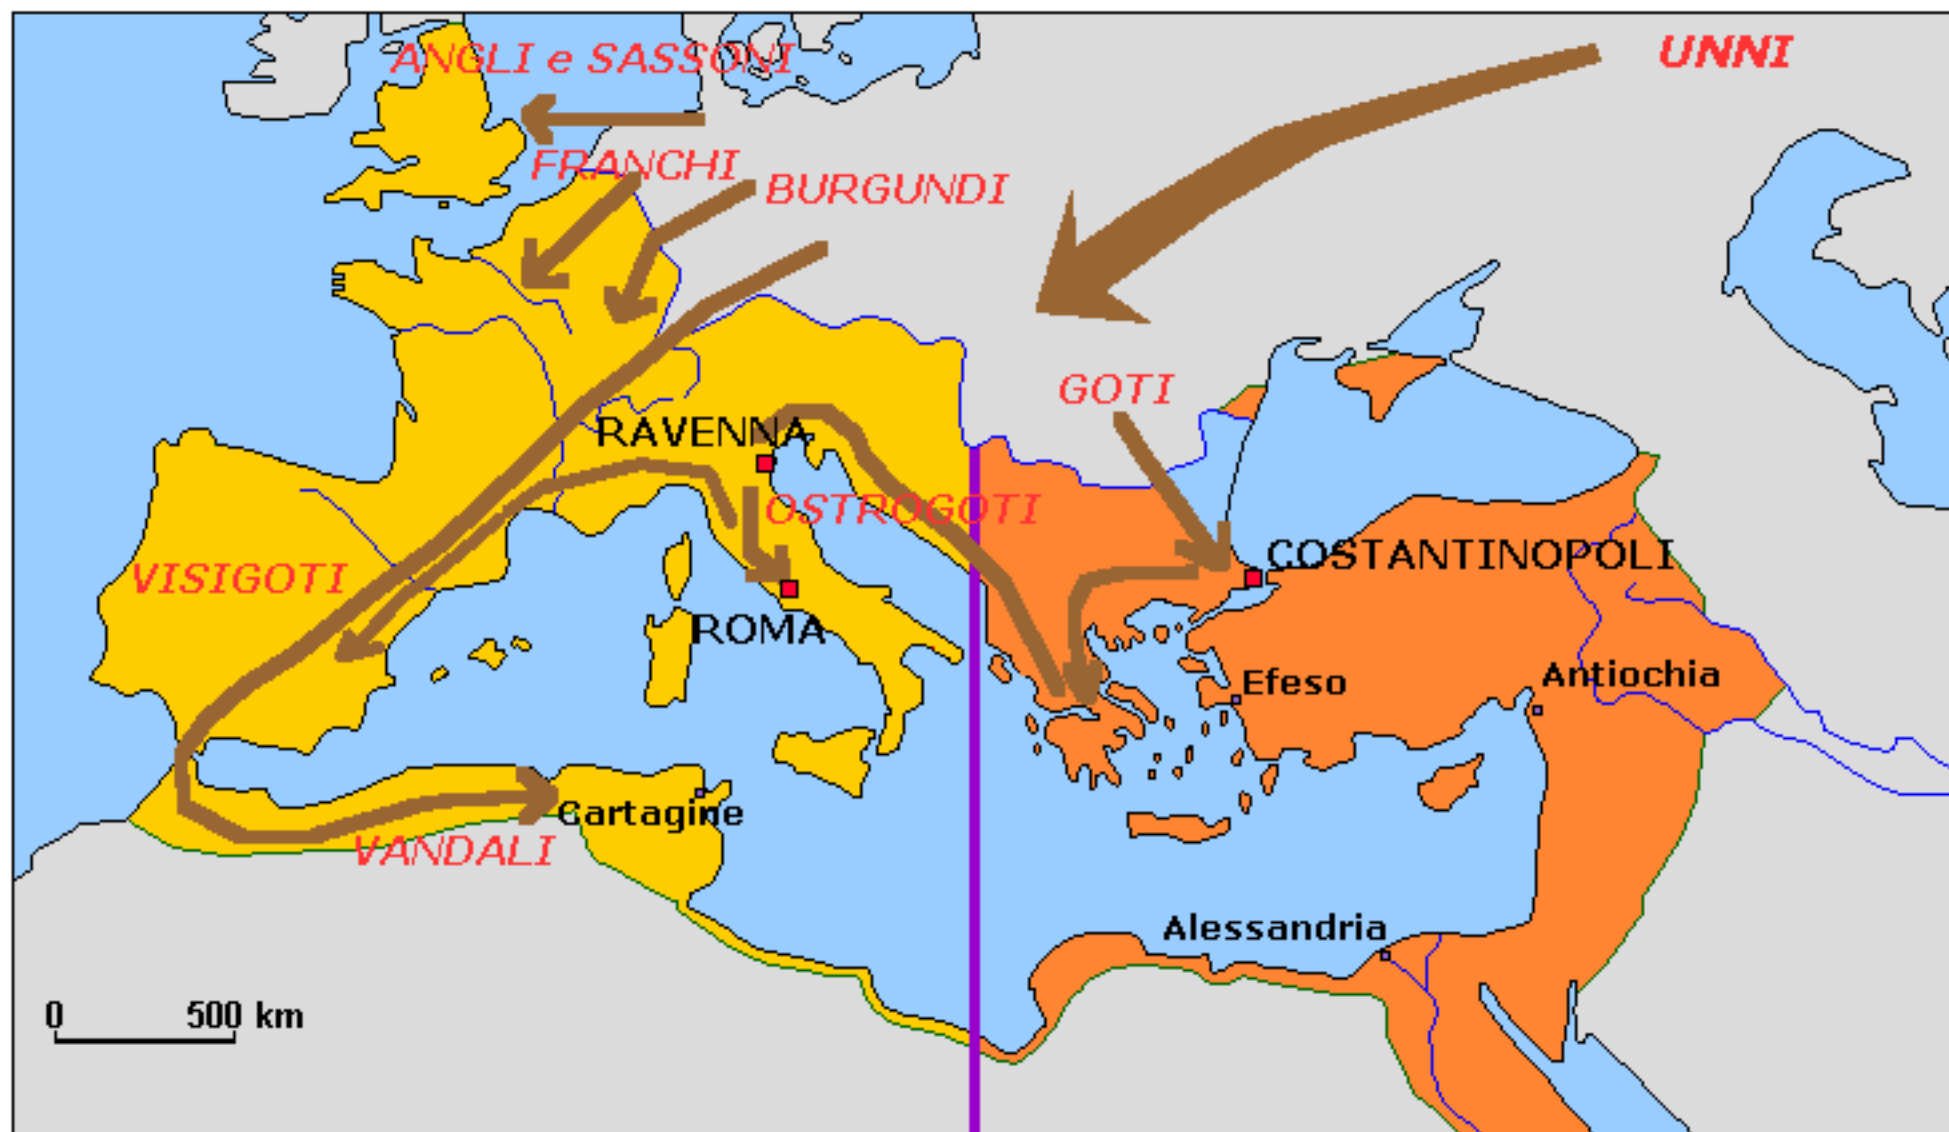 ANGLI e SASSONI
UNNI
FRANCHI
BURGUNDI
GOTI
RAVENNA
OSTROGOTI
COSTANTINOPOLI
VISIGOTI
ROMA
Efeso
Antiochia
Cartagine
VANDALI
Alessandria
0 500 km